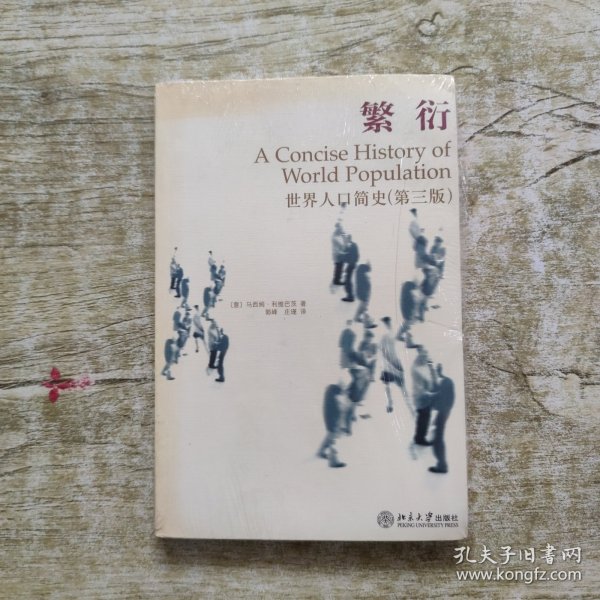 繁衍
A Concise History of
World Population
世界人口简史(第三版)
[意] 马西姆·利维巴茨 著
郭峰 庄瑾 译
北京大学出版社
PEKING UNIVERSITY PRESS
孔夫子旧书网
www.kongfz.com